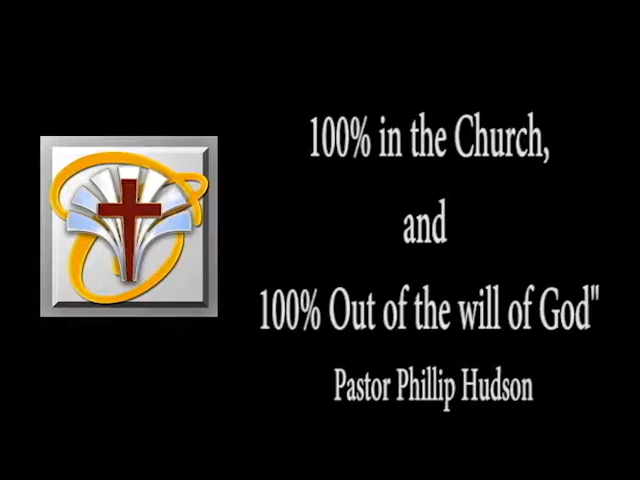 100% in the Church,
and
100% Out of the will of God"
Pastor Phillip Hudson